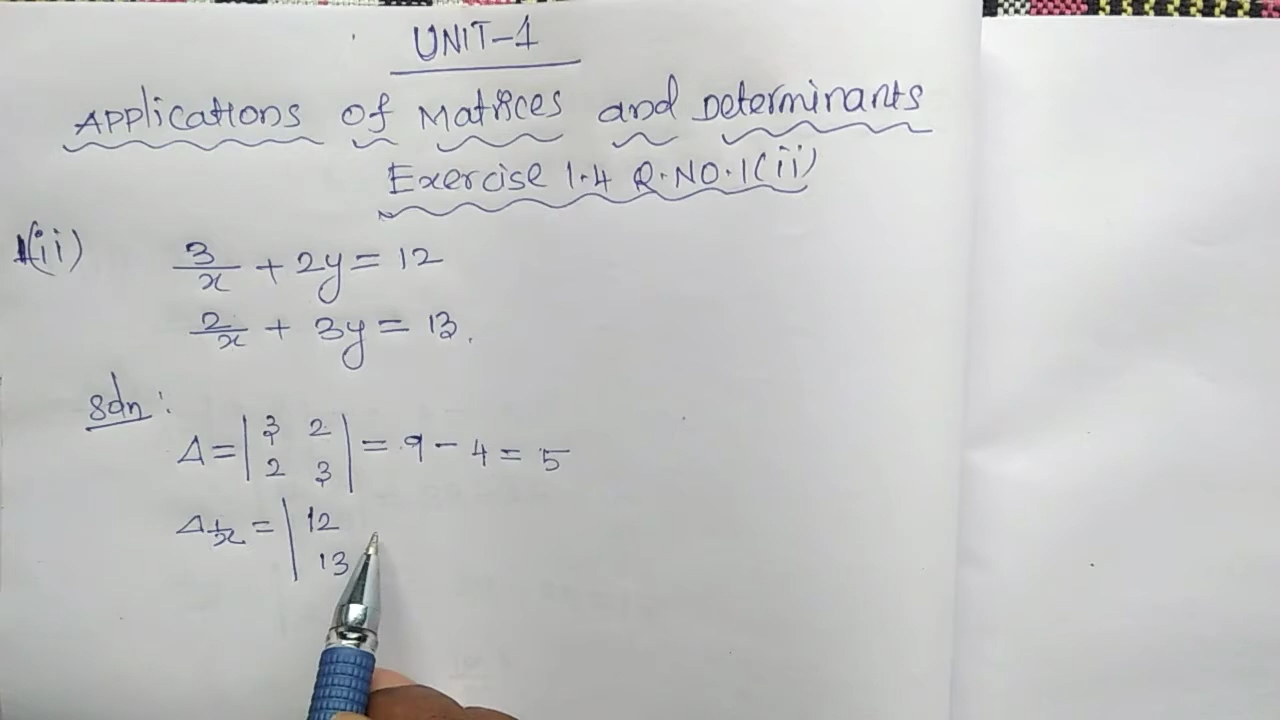 UNIT-1
Applications of Matrices and Determinants
Exercise 1.4 Q.NO.1(ii)
1(ii) 3/x + 2y = 12
2/x + 3y = 13.
Soln:
Δ = | 3 2 | = 9 - 4 = 5
| 2 3 |
Δ1/x = | 12
13